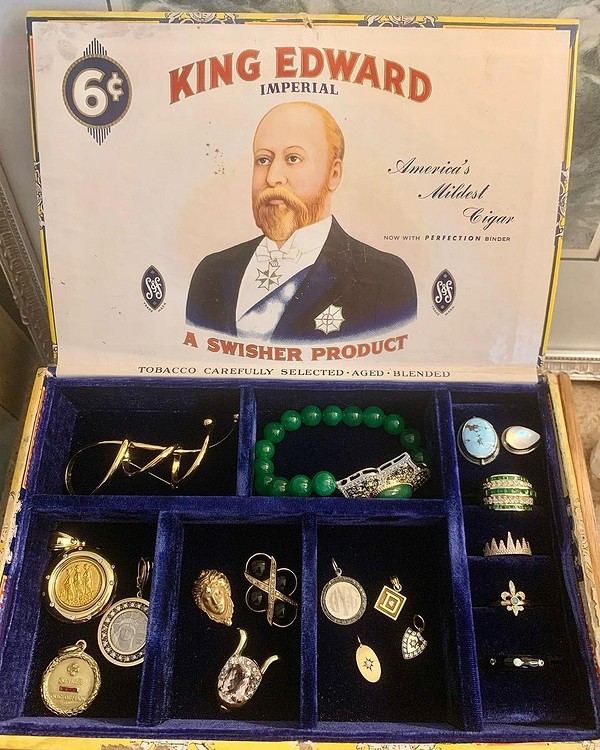 6¢
KING EDWARD
IMPERIAL
America's
Mildest
Cigar
NOW WITH PERFECTION BINDER
S&S
S&S
A SWISHER PRODUCT
TOBACCO CAREFULLY SELECTED · AGED · BLENDED